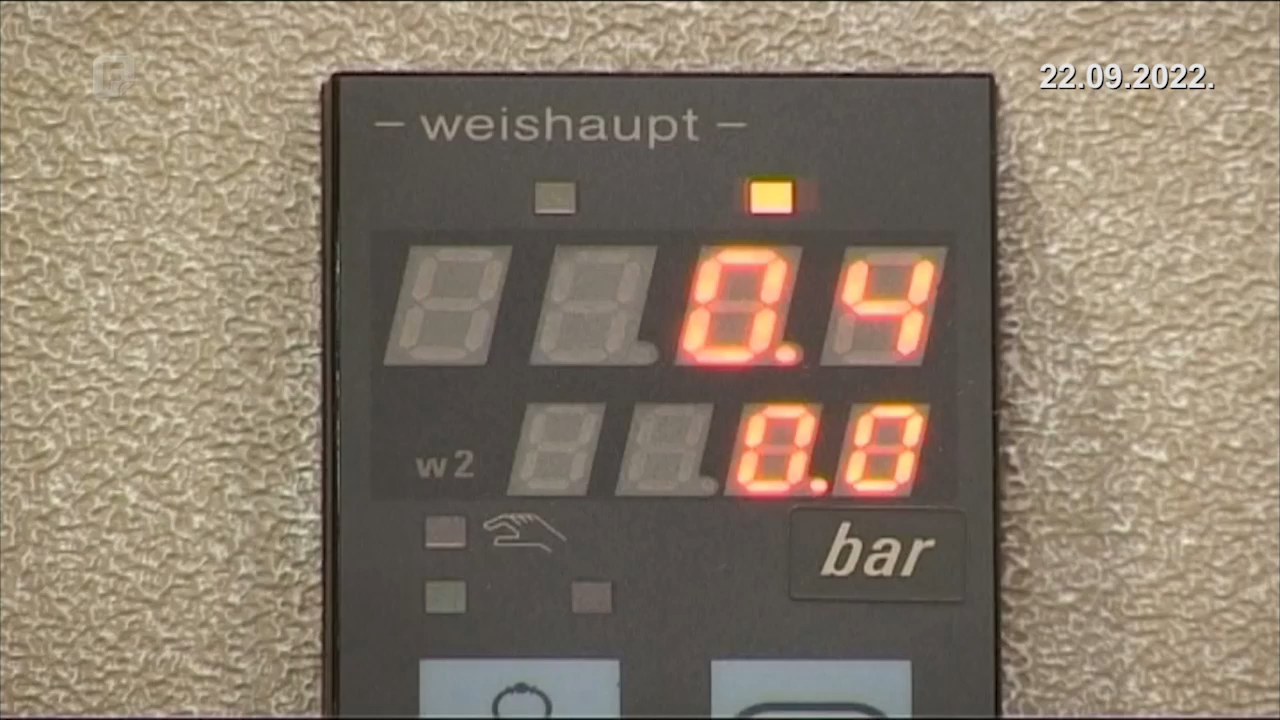 22.09.2022.
– weishaupt –
0.4
w2 0.0
bar